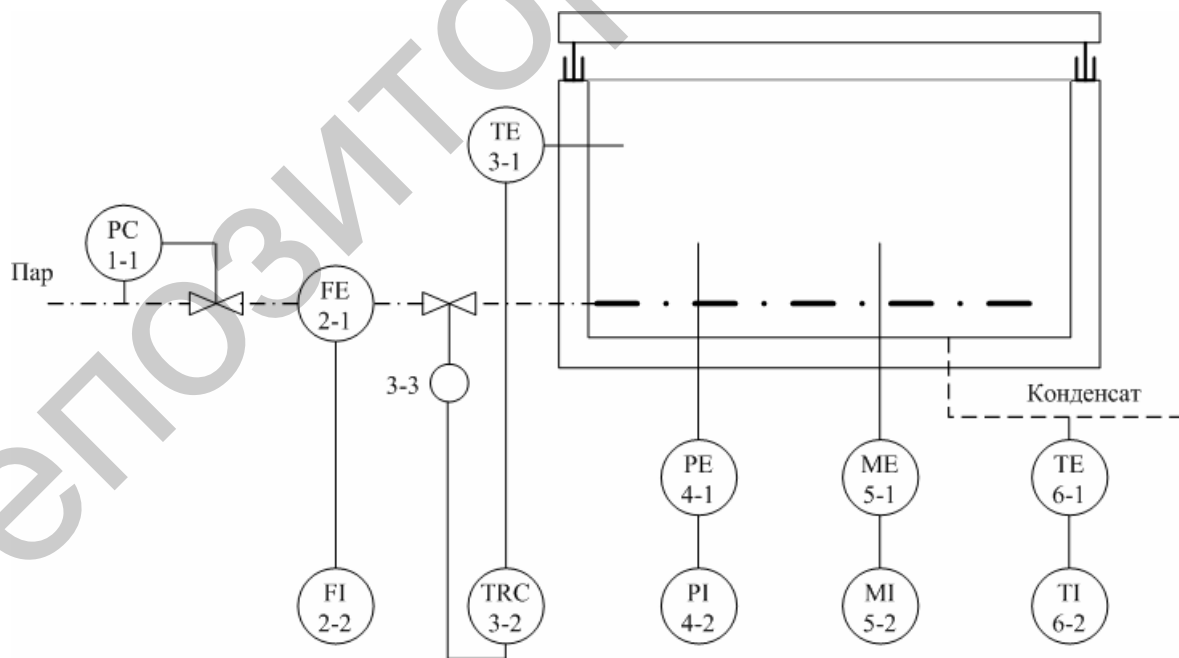 епозитор
TE
3-1
PC
1-1
Пар
FE
2-1
3-3
Конденсат
PE
4-1
ME
5-1
TE
6-1
FI
2-2
TRC
3-2
PI
4-2
MI
5-2
TI
6-2